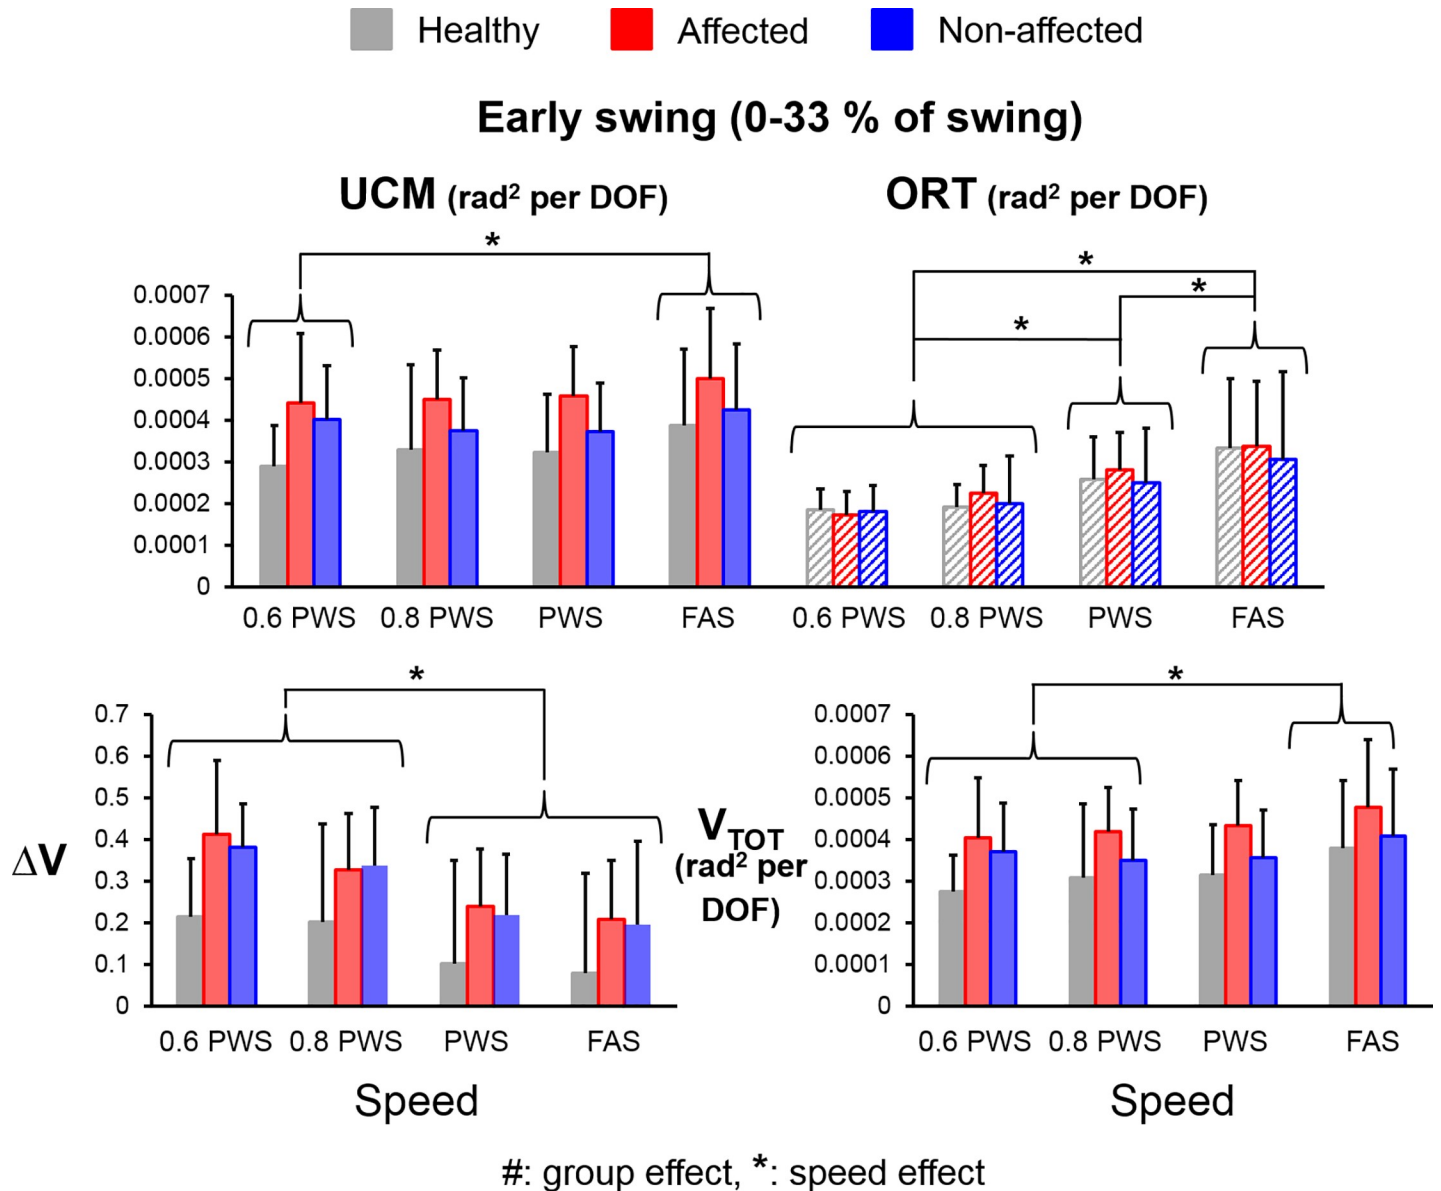 Healthy Affected Non-affected
Early swing (0-33 % of swing)
UCM (rad² per DOF)
ORT (rad² per DOF)
*
*
*
*
0.0007
0.0006
0.0005
0.0004
0.0003
0.0002
0.0001
0
0.6 PWS 0.8 PWS PWS FAS
0.6 PWS 0.8 PWS PWS FAS
*
ΔV
0.7
0.6
0.5
0.4
0.3
0.2
0.1
0
0.6 PWS 0.8 PWS PWS FAS
Speed
*
VTOT
(rad² per
DOF)
0.0007
0.0006
0.0005
0.0004
0.0003
0.0002
0.0001
0
0.6 PWS 0.8 PWS PWS FAS
Speed
#: group effect, *: speed effect